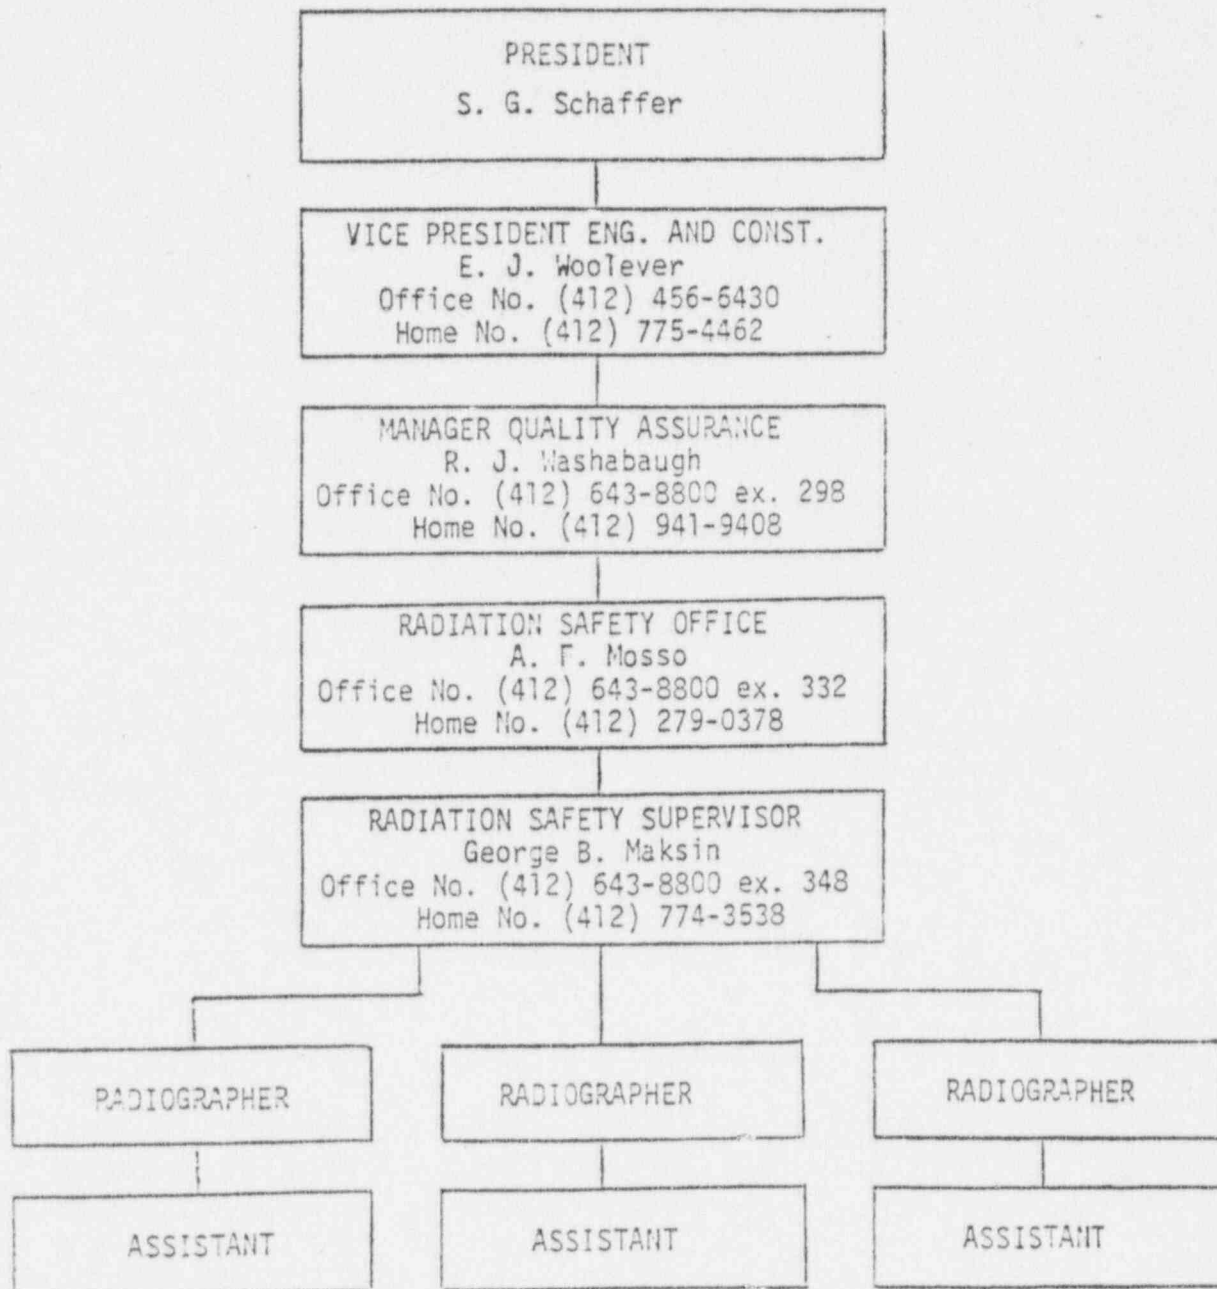 PRESIDENT
S. G. Schaffer
VICE PRESIDENT ENG. AND CONST.
E. J. Woolever
Office No. (412) 456-6430
Home No. (412) 775-4462
MANAGER QUALITY ASSURANCE
R. J. Washabaugh
Office No. (412) 643-8800 ex. 298
Home No. (412) 941-9408
RADIATION SAFETY OFFICE
A. F. Mosso
Office No. (412) 643-8800 ex. 332
Home No. (412) 279-0378
RADIATION SAFETY SUPERVISOR
George B. Maksin
Office No. (412) 643-8800 ex. 348
Home No. (412) 774-3538
RADIOGRAPHER RADIOGRAPHER RADIOGRAPHER
ASSISTANT ASSISTANT ASSISTANT